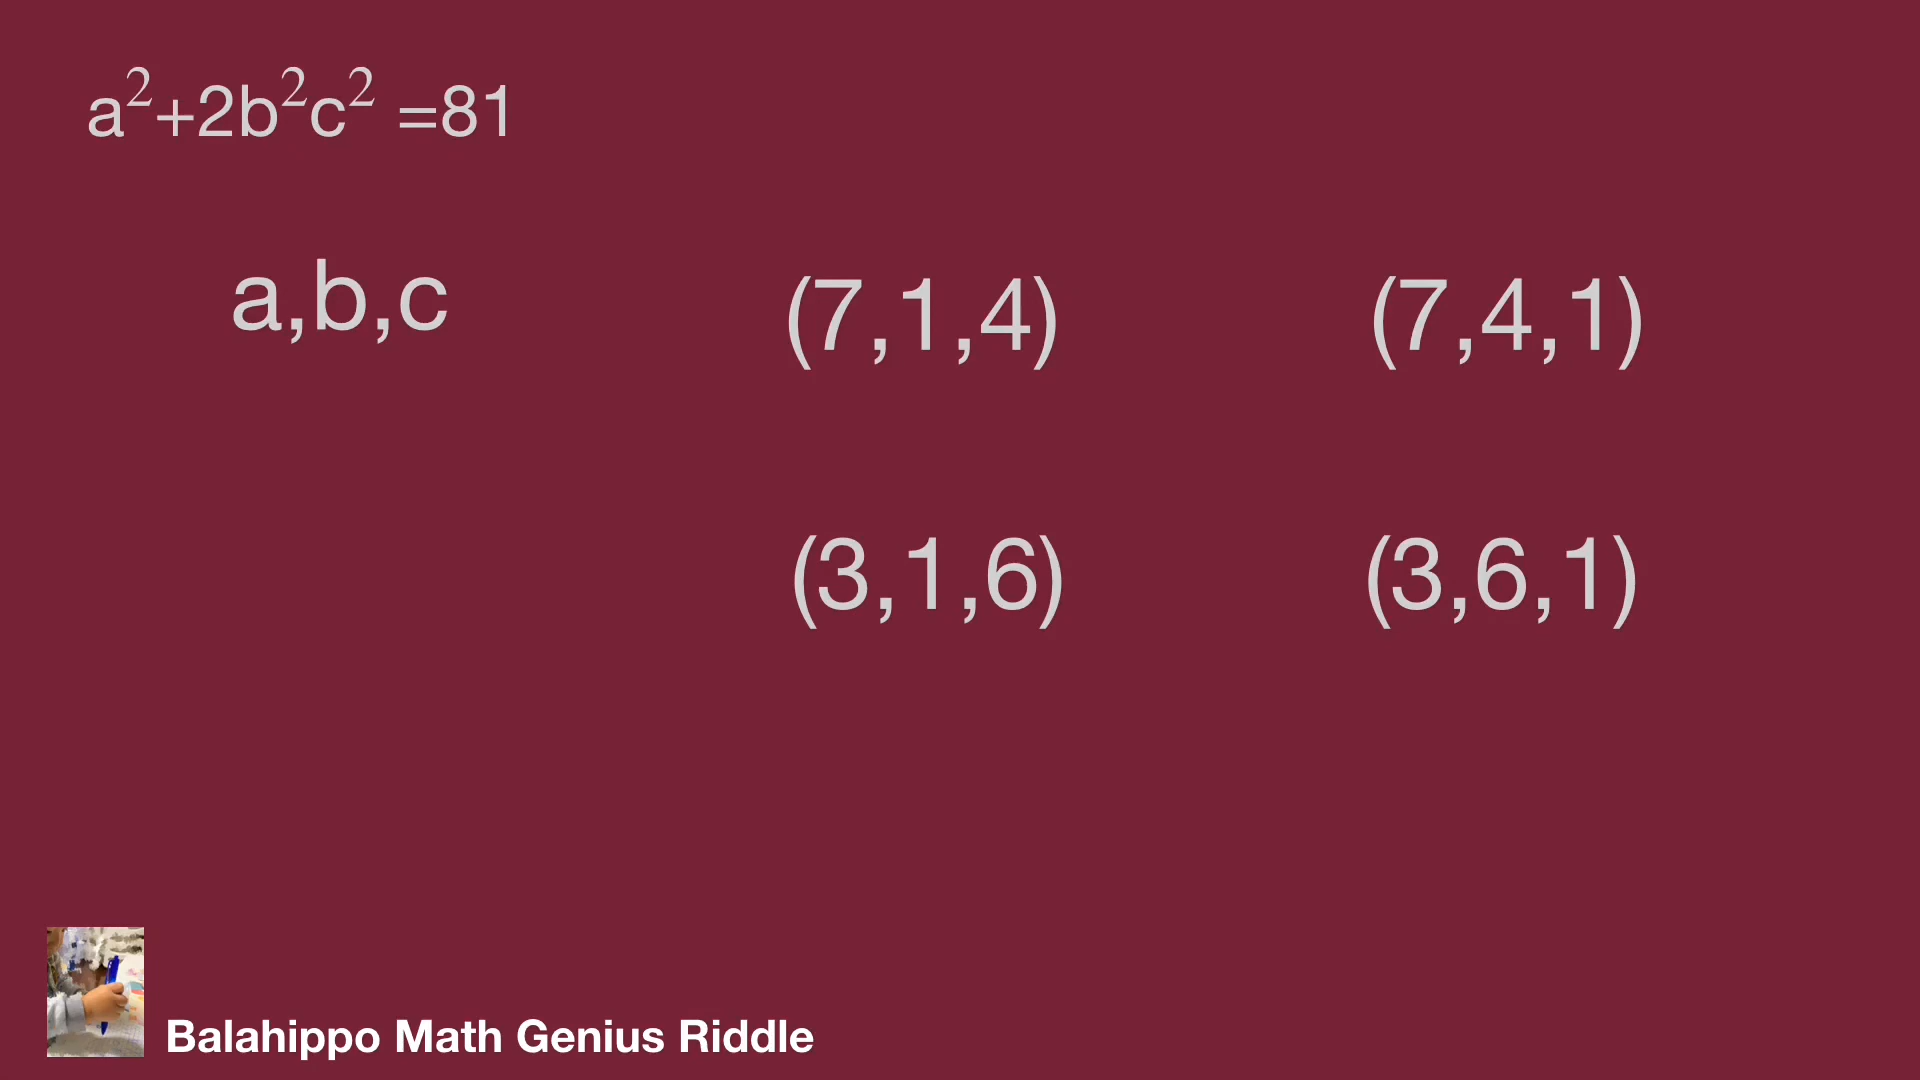 a²+2b²c² =81
a,b,c (7,1,4) (7,4,1)
(3,1,6) (3,6,1)
Balahippo Math Genius Riddle